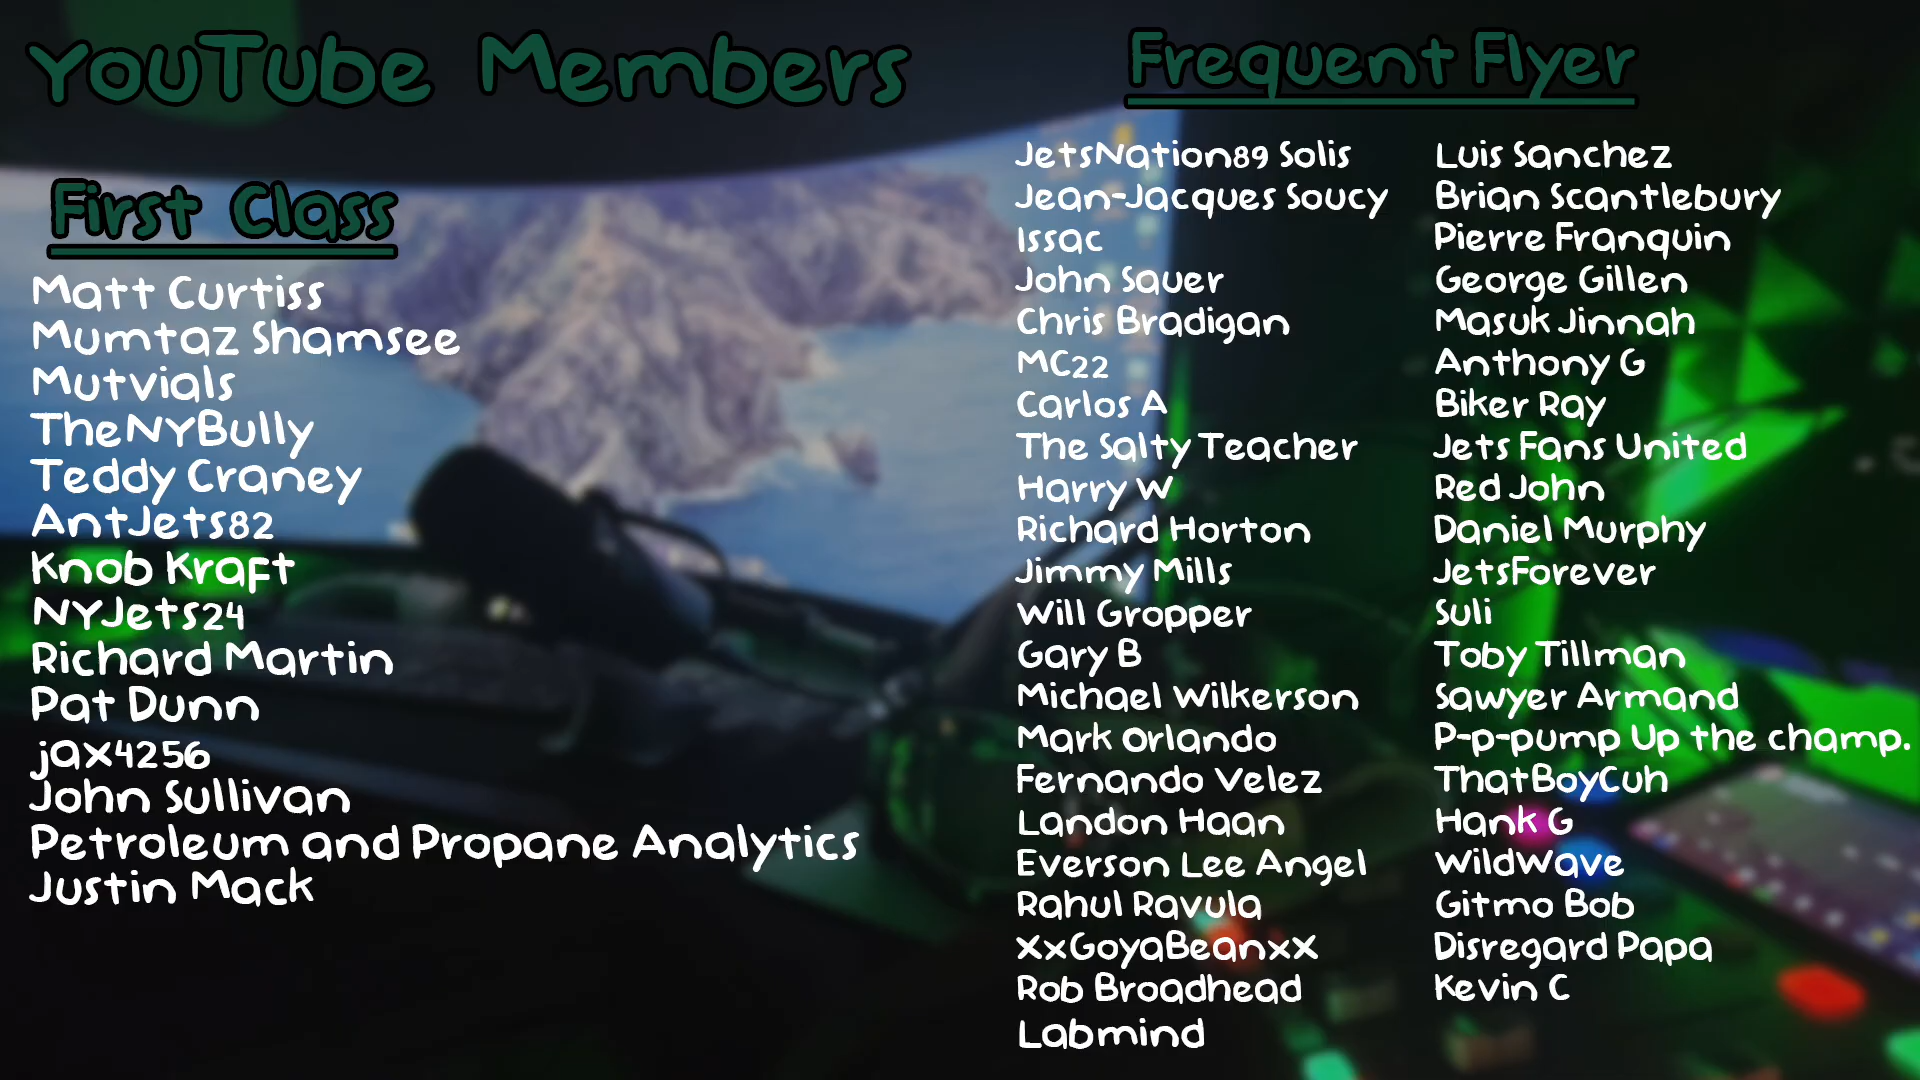 YouTube Members
First Class
Matt Curtiss
Mumtaz Shamsee
Mutvials
TheNYBully
Teddy Craney
AntJets82
Knob Kraft
NYJets24
Richard Martin
Pat Dunn
jax4256
John Sullivan
Petroleum and Propane Analytics
Justin Mack
Frequent Flyer
JetsNation89 Solis
Jean-Jacques Soucy
Issac
John Sauer
Chris Bradigan
MC22
Carlos A
The Salty Teacher
Harry W
Richard Horton
Jimmy Mills
Will Gropper
Gary B
Michael Wilkerson
Mark Orlando
Fernando Velez
Landon Haan
Everson Lee Angel
Rahul Ravula
XxGoyaBeanxX
Rob Broadhead
Labmind
Luis Sanchez
Brian Scantlebury
Pierre Franquin
George Gillen
Masuk Jinnah
Anthony G
Biker Ray
Jets Fans United
Red John
Daniel Murphy
JetsForever
Suli
Toby Tillman
Sawyer Armand
P-p-pump Up the champ.
ThatBoyCuh
Hank G
WildWave
Gitmo Bob
Disregard Papa
Kevin C